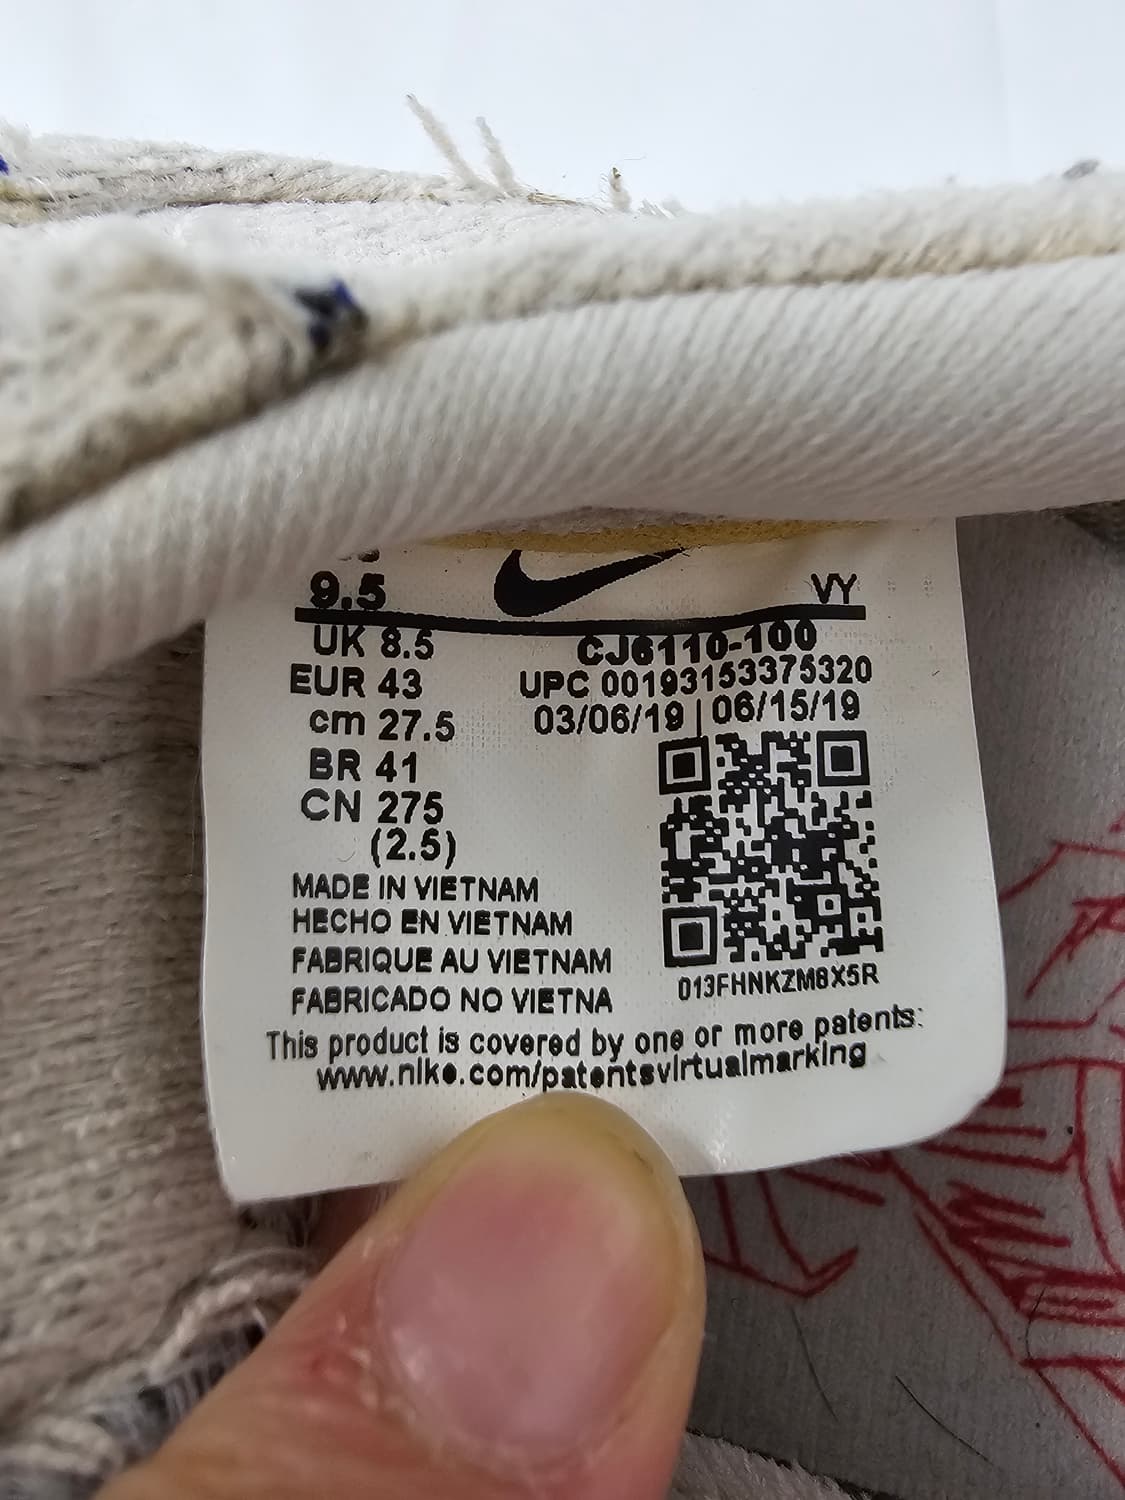 9.5 VY
UK 8.5 CJ6110-100
EUR 43 UPC 00193153375320
cm 27.5 03/06/19 | 06/15/19
BR 41
CN 275
(2.5)
MADE IN VIETNAM
HECHO EN VIETNAM
FABRIQUE AU VIETNAM
FABRICADO NO VIETNA
013FHNKZM8X5R
This product is covered by one or more patents:
www.nike.com/patentsvirtualmarking